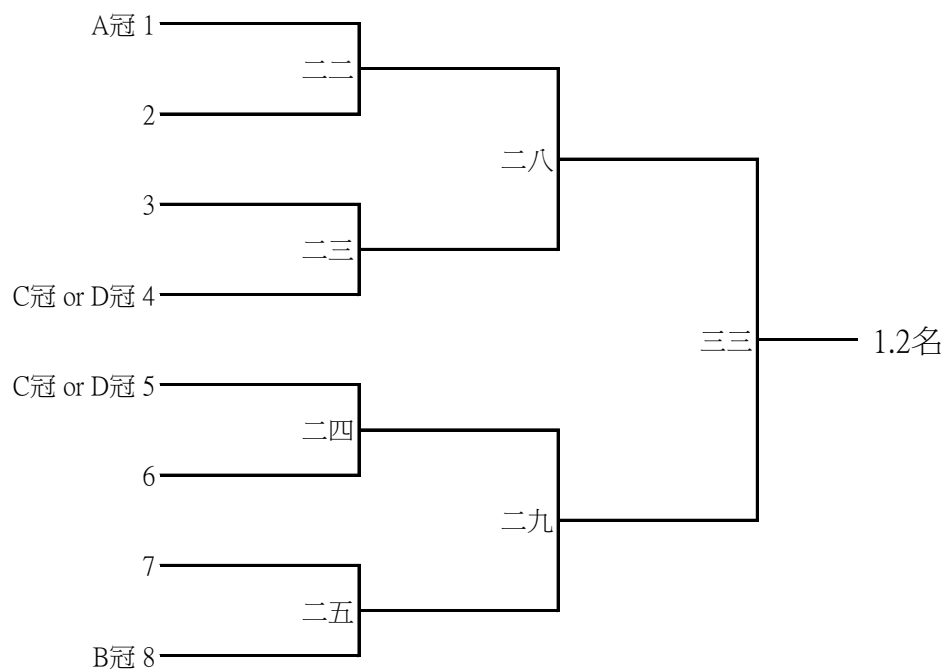 A冠 1
二二
2
二八
3
二三
C冠 or D冠 4
三三
1.2名
C冠 or D冠 5
二四
6
二九
7
二五
B冠 8